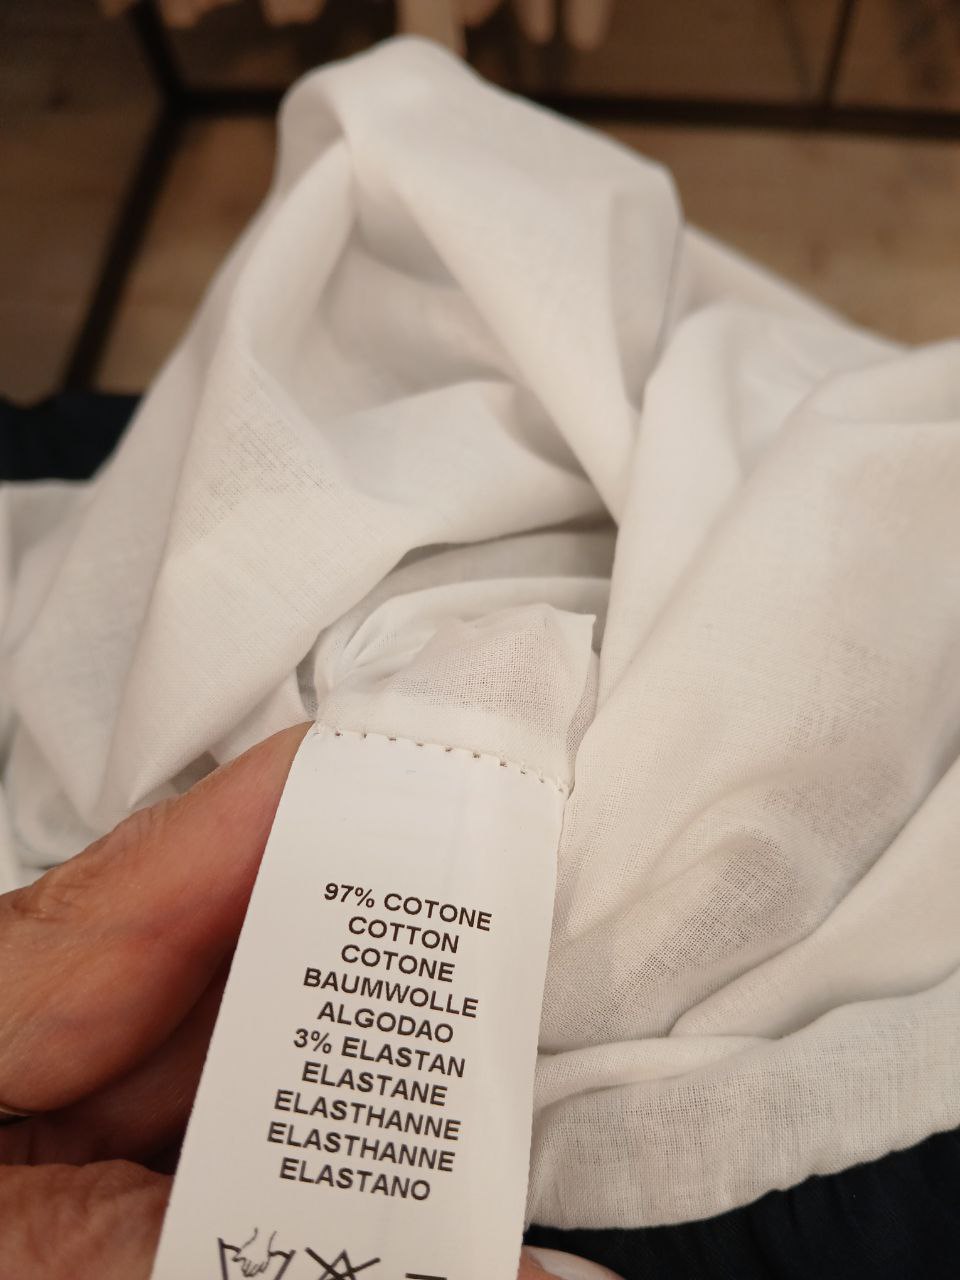 97% COTONE
COTTON
COTONE
BAUMWOLLE
ALGODAO
3% ELASTAN
ELASTANE
ELASTHANNE
ELASTHANNE
ELASTANO